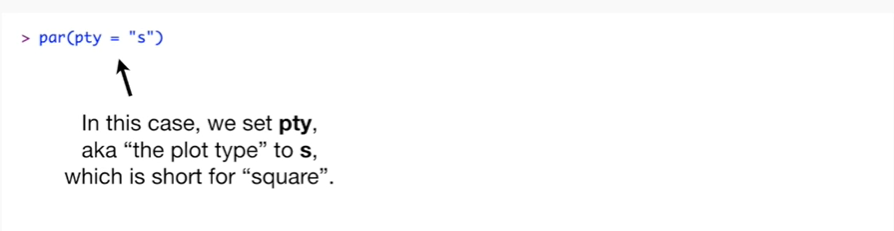 > par(pty = "s")
In this case, we set pty,
aka “the plot type” to s,
which is short for “square”.